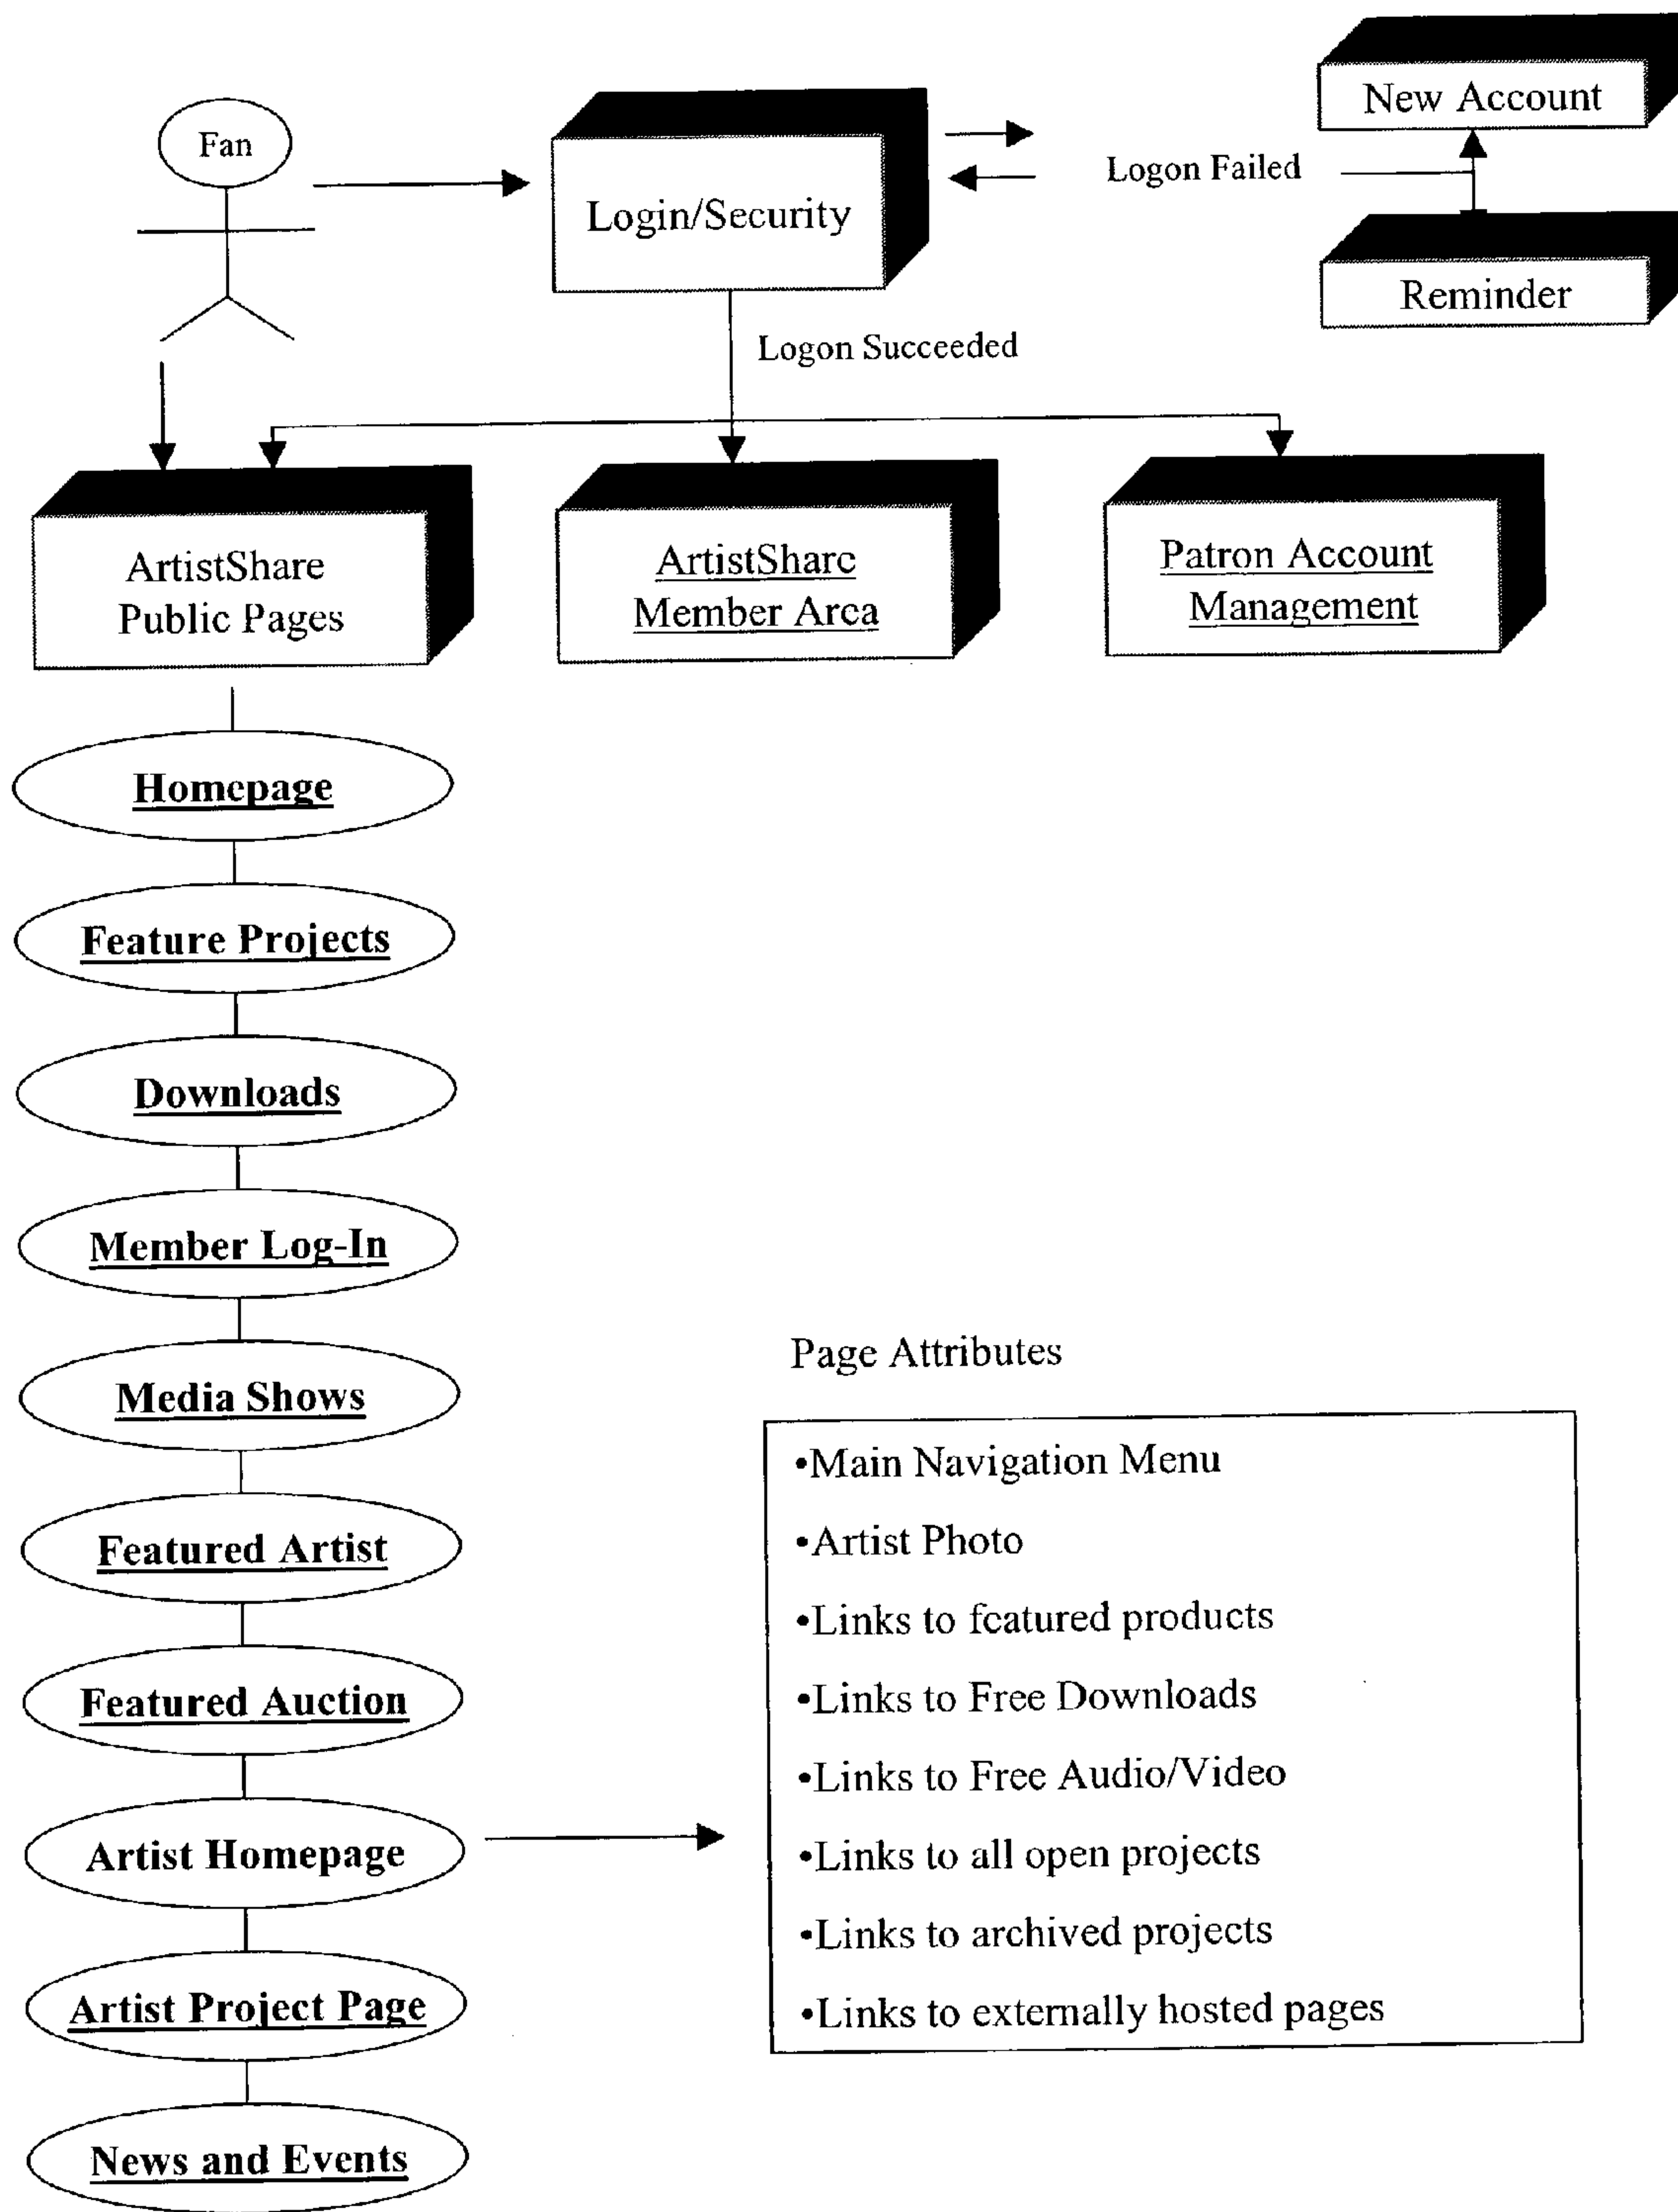 Fan
Login/Security
Logon Failed
New Account
Reminder
Logon Succeeded
ArtistShare
Public Pages
ArtistShare
Member Area
Patron Account
Management
Homepage
Feature Projects
Downloads
Member Log-In
Media Shows
Featured Artist
Featured Auction
Artist Homepage
Artist Project Page
News and Events
Page Attributes
•Main Navigation Menu
•Artist Photo
•Links to featured products
•Links to Free Downloads
•Links to Free Audio/Video
•Links to all open projects
•Links to archived projects
•Links to externally hosted pages